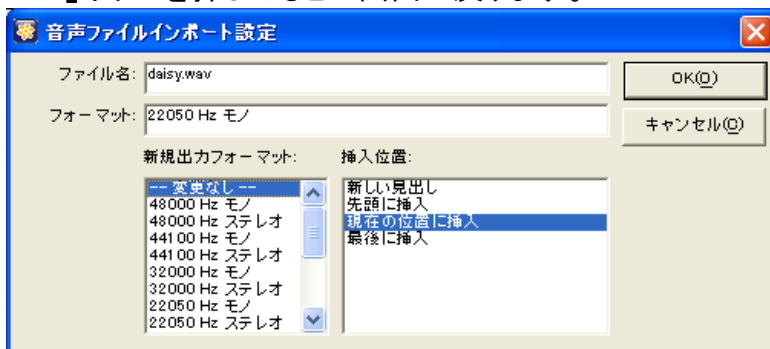 音声ファイルインポート設定
ファイル名: daisy.wav
OK(O)
フォーマット: 22050 Hz モノ
キャンセル(C)
新規出力フォーマット:
-- 変更なし --
48000 Hz モノ
48000 Hz ステレオ
44100 Hz モノ
44100 Hz ステレオ
32000 Hz モノ
32000 Hz ステレオ
22050 Hz モノ
22050 Hz ステレオ
挿入位置:
新しい見出し
先頭に挿入
現在の位置に挿入
最後に挿入